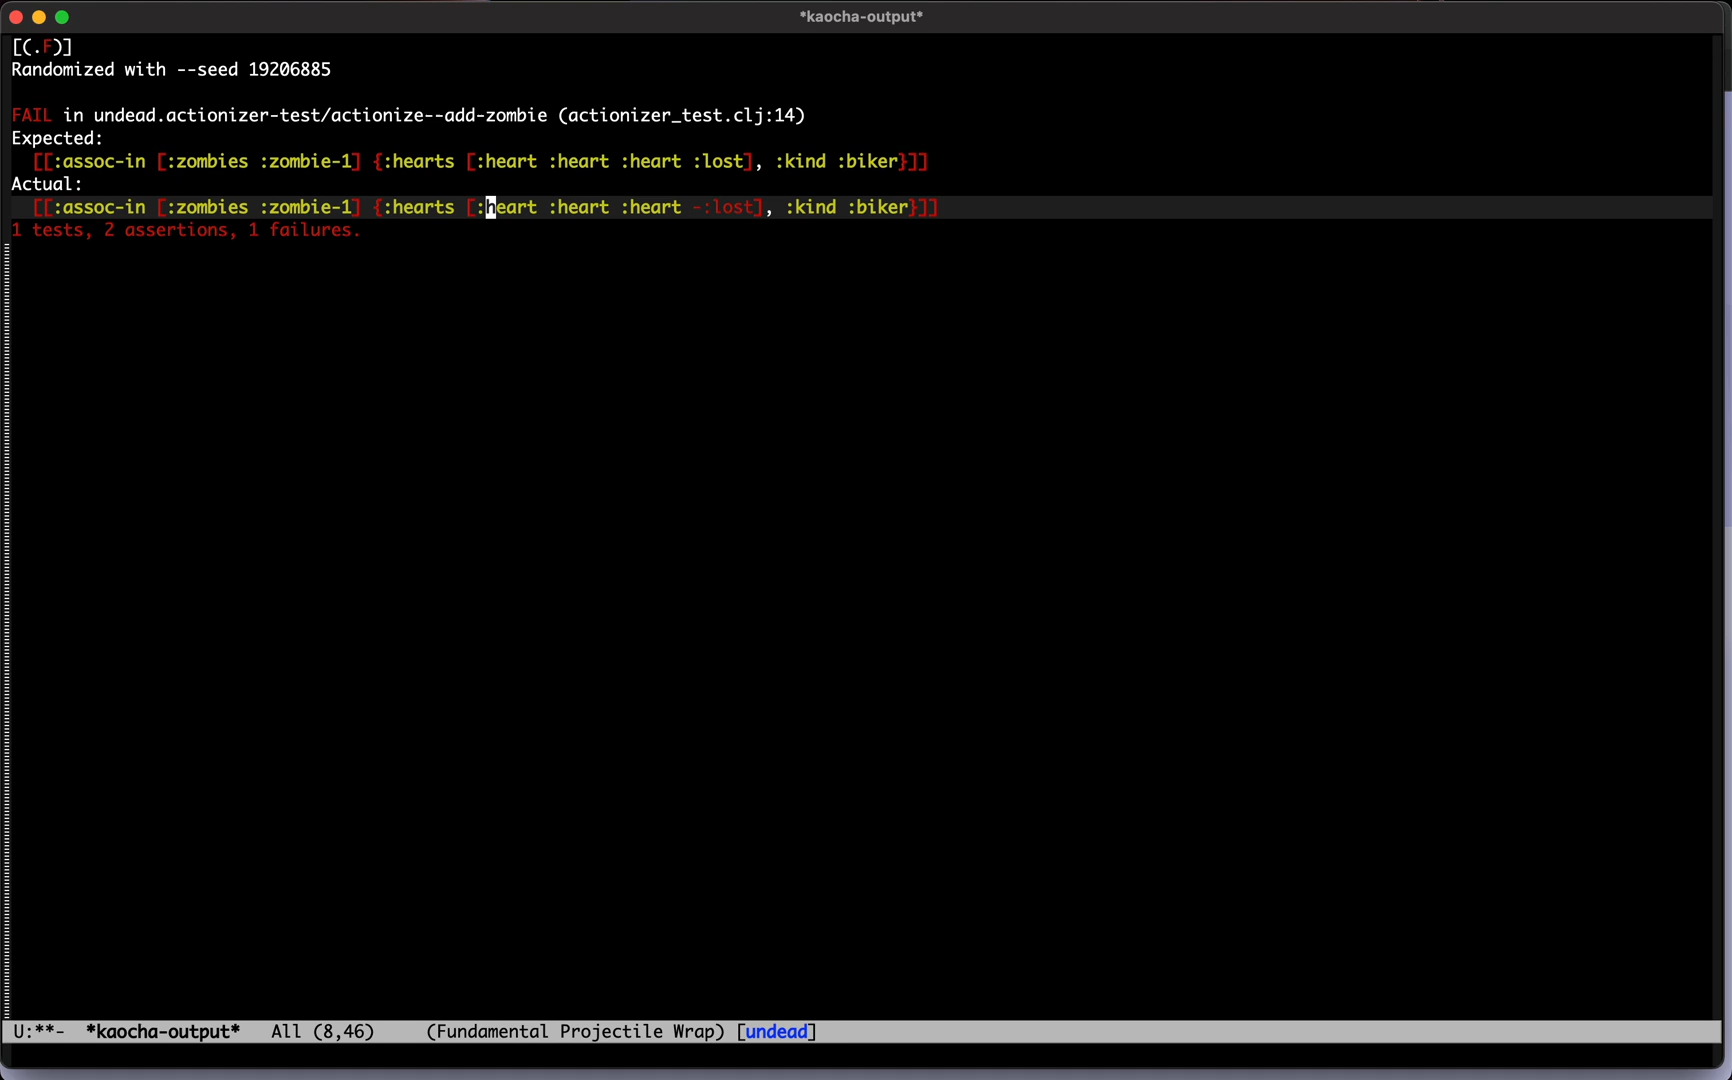 *kaocha-output*
[(.F)]
Randomized with --seed 19206885
FAIL in undead.actionizer-test/actionize--add-zombie (actionizer_test.clj:14)
Expected:
[[:assoc-in [:zombies :zombie-1] {:hearts [:heart :heart :heart :lost], :kind :biker}]]
Actual:
[[:assoc-in [:zombies :zombie-1] {:hearts [:heart :heart :heart -:lost], :kind :biker}]]
1 tests, 2 assertions, 1 failures.
U:**- *kaocha-output* All (8,46) (Fundamental Projectile Wrap) [undead]